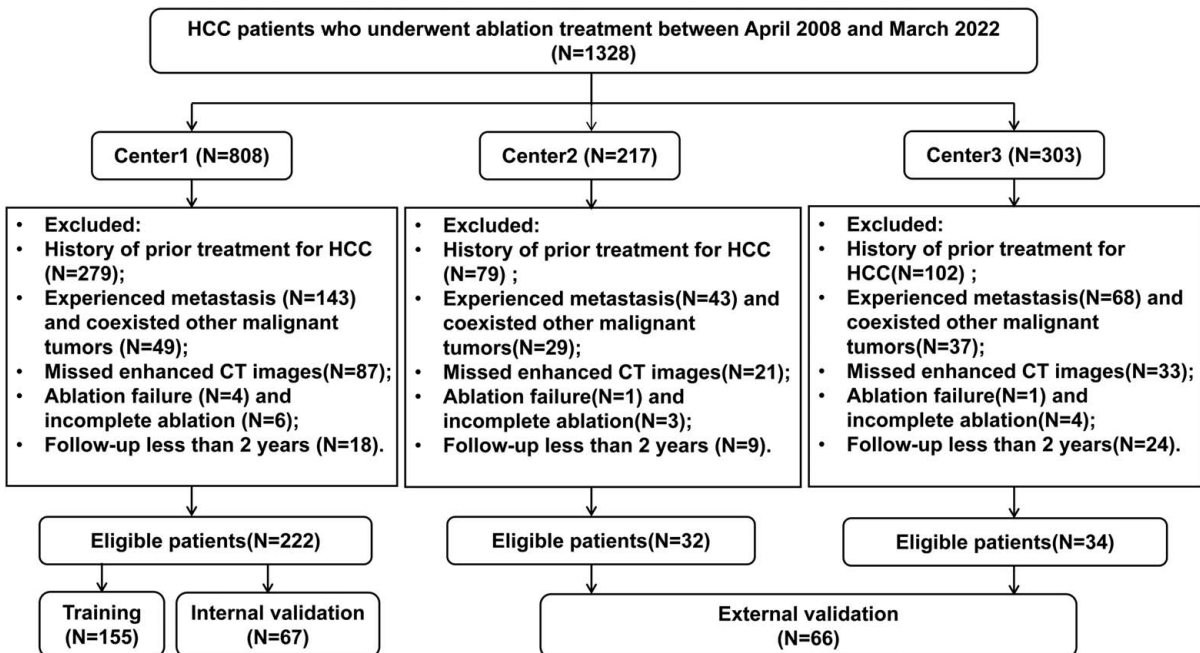 HCC patients who underwent ablation treatment between April 2008 and March 2022
(N=1328)
Center1 (N=808)
Center2 (N=217)
Center3 (N=303)
• Excluded:
• History of prior treatment for HCC
(N=279);
• Experienced metastasis (N=143)
and coexisted other malignant
tumors (N=49);
• Missed enhanced CT images(N=87);
• Ablation failure (N=4) and
incomplete ablation (N=6);
• Follow-up less than 2 years (N=18).
• Excluded:
• History of prior treatment for HCC
(N=79) ;
• Experienced metastasis(N=43) and
coexisted other malignant
tumors(N=29);
• Missed enhanced CT images(N=21);
• Ablation failure(N=1) and
incomplete ablation(N=3);
• Follow-up less than 2 years (N=9).
• Excluded:
• History of prior treatment for
HCC(N=102) ;
• Experienced metastasis(N=68) and
coexisted other malignant
tumors(N=37);
• Missed enhanced CT images(N=33);
• Ablation failure(N=1) and
incomplete ablation(N=4);
• Follow-up less than 2 years(N=24).
Eligible patients(N=222)
Eligible patients(N=32)
Eligible patients(N=34)
Training
(N=155)
Internal validation
(N=67)
External validation
(N=66)